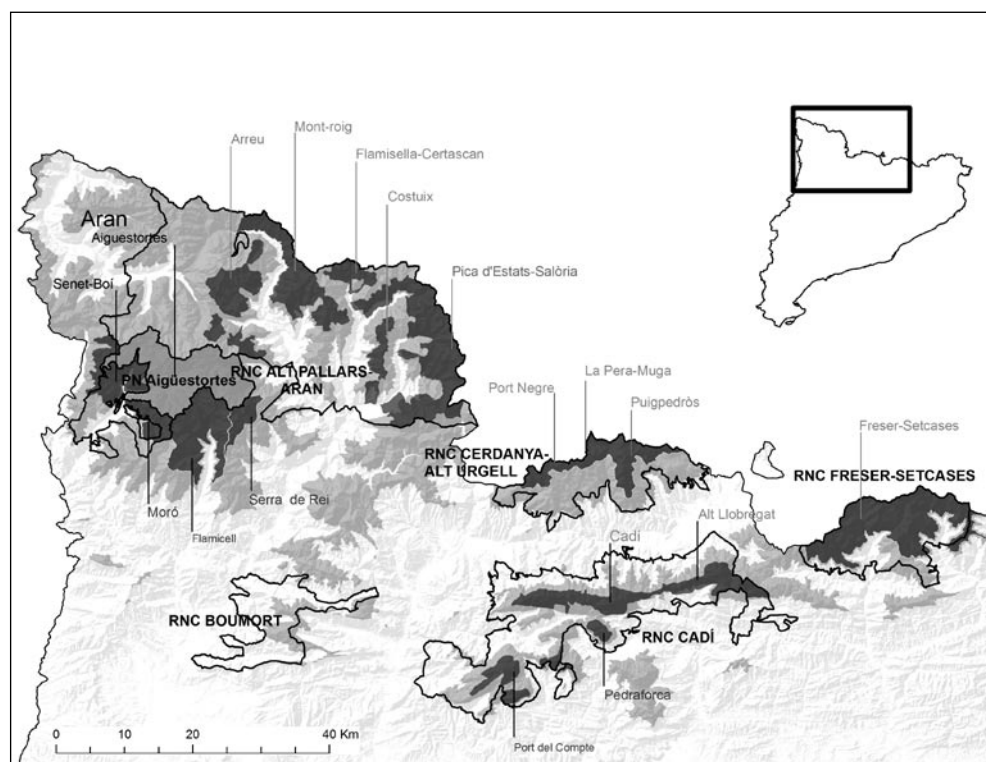 Mont-roig
Arreu
Flamisella-Certascan
Costuix
Aran
Aiguestortes
Pica d'Estats-Salòria
Senet-Boí
La Pera-Muga
PN Aigüestortes
RNC ALT PALLARS-
ARAN
Port Negre
Puigpedròs
Freser-Setcases
RNC CERDANYA-
ALT URGELL
RNC FRESER-SETCASES
Serra de Rei
Moró
Flamicell
Alt Llobregat
Cadí
RNC BOUMORT
RNC CADÍ
Pedraforca
Port del Compte
0 10 20 40 Km